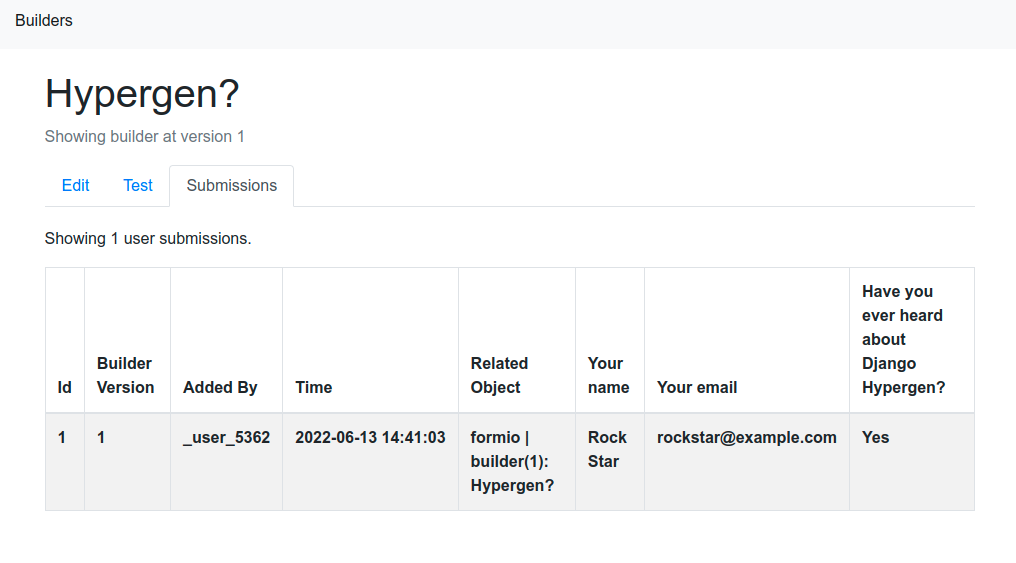 Builders
Hypergen?
Showing builder at version 1
Edit Test Submissions
Showing 1 user submissions.
Id
Builder
Version
Added By
Time
Related
Object
Your
name
Your email
Have you
ever heard
about
Django
Hypergen?
1
1
_user_5362
2022-06-13 14:41:03
formio |
builder(1):
Hypergen?
Rock
Star
rockstar@example.com
Yes